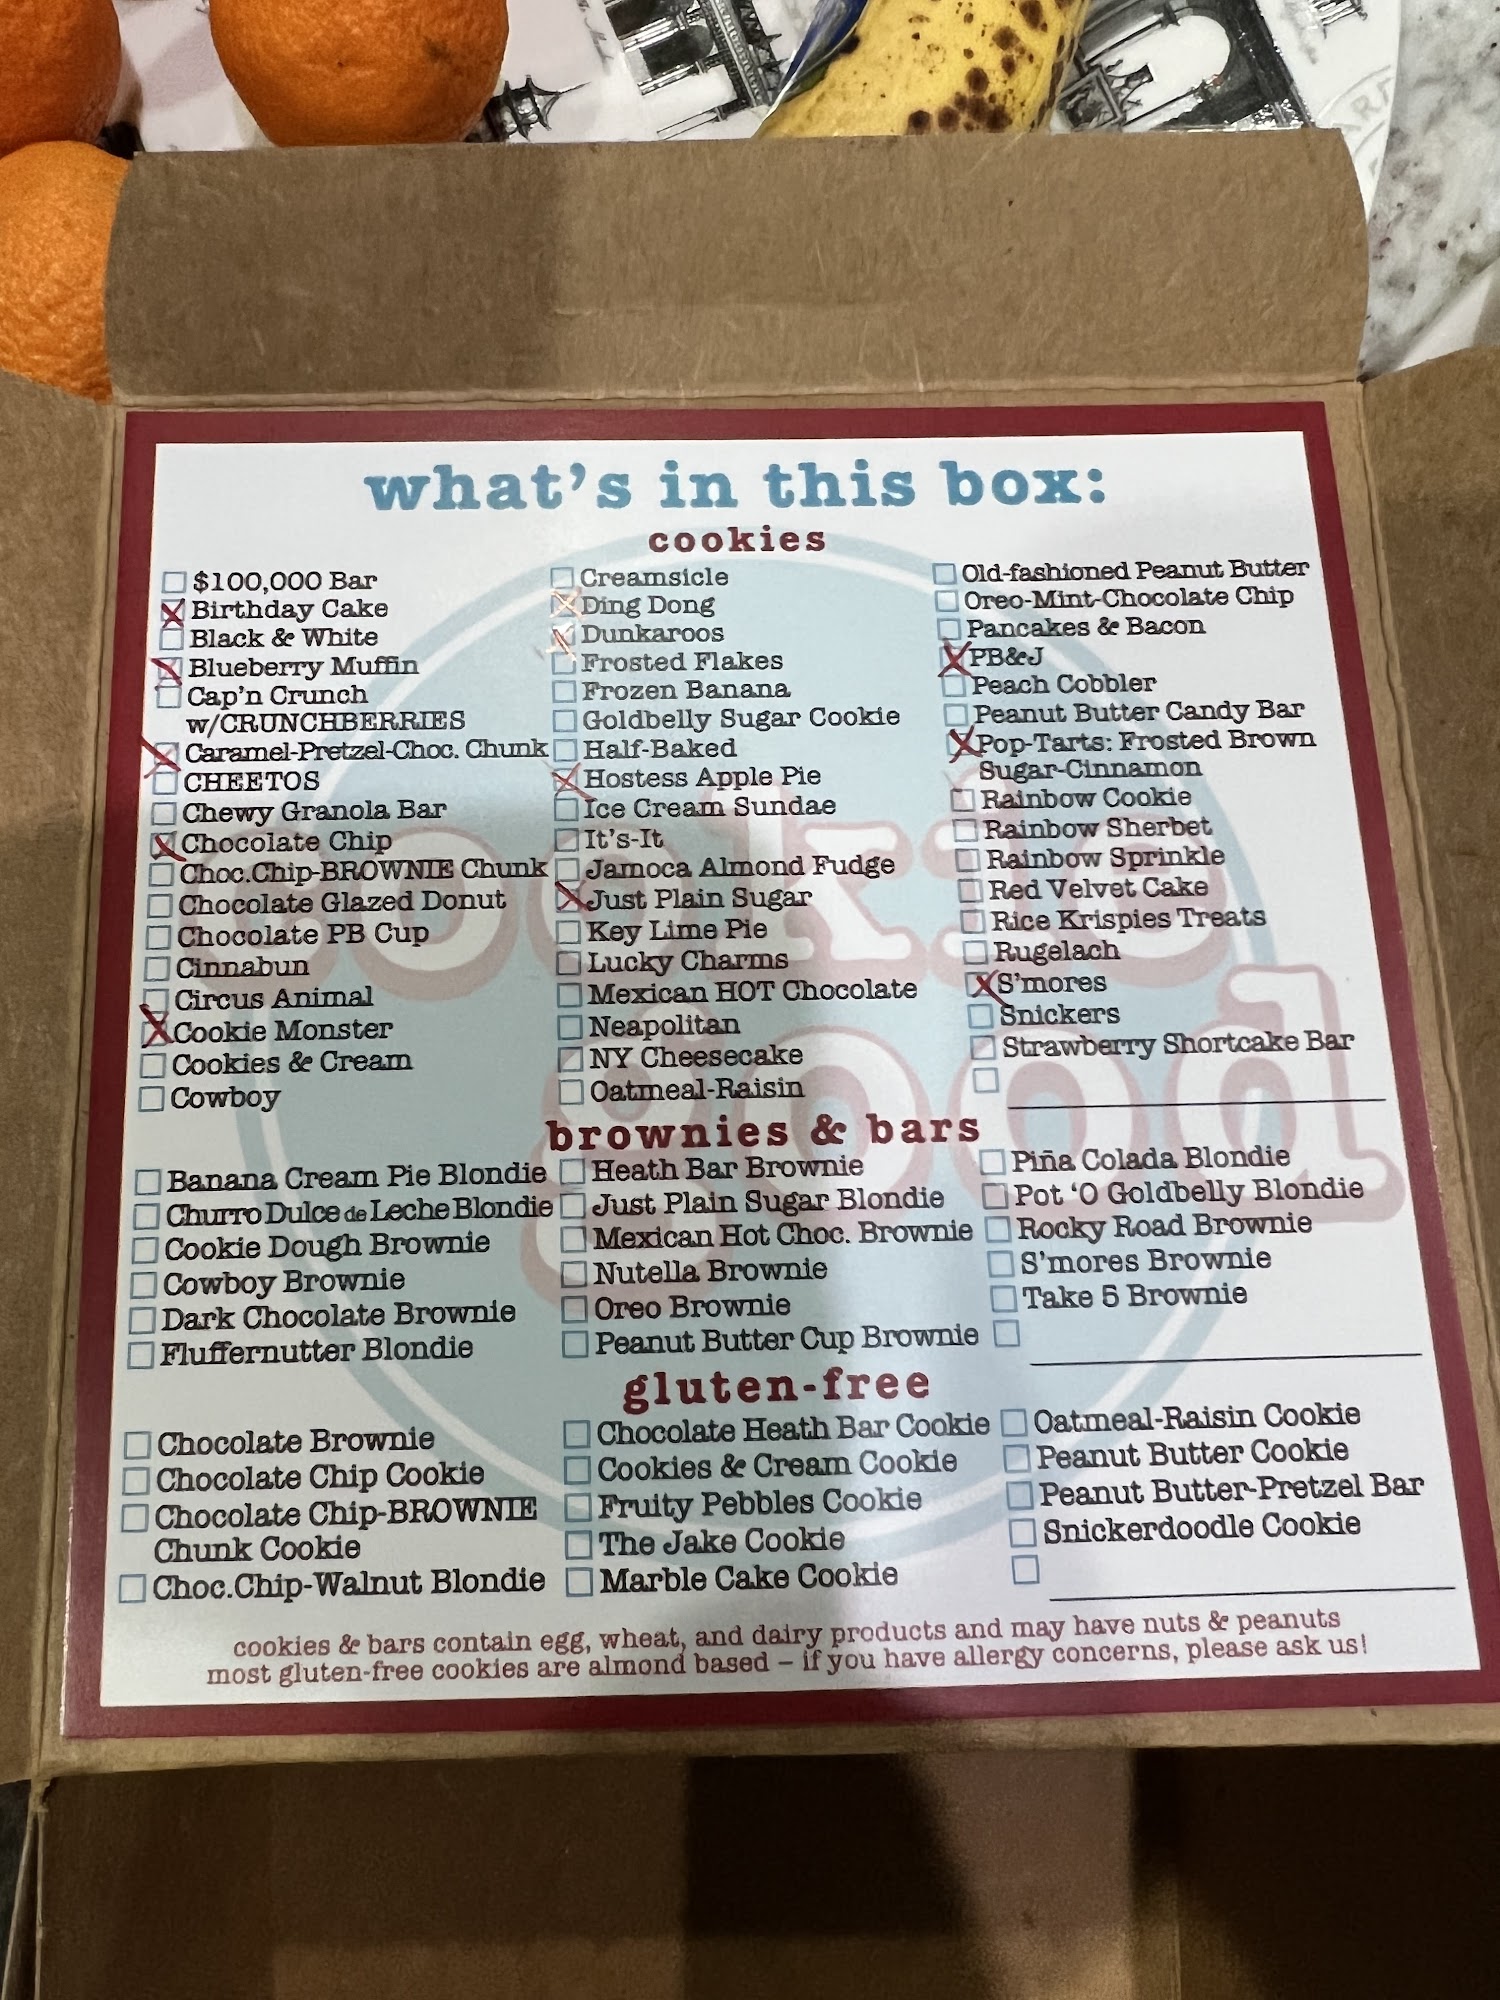 what's in this box:
cookies
$100,000 Bar
Birthday Cake
Black & White
Blueberry Muffin
Cap'n Crunch
w/CRUNCHBERRIES
Caramel-Pretzel-Choc. Chunk
CHEETOS
Chewy Granola Bar
Chocolate Chip
Choc.Chip-BROWNIE Chunk
Chocolate Glazed Donut
Chocolate PB Cup
Cinnabun
Circus Animal
Cookie Monster
Cookies & Cream
Cowboy
Creamsicle
Ding Dong
Dunkaroos
Frosted Flakes
Frozen Banana
Goldbelly Sugar Cookie
Half-Baked
Hostess Apple Pie
Ice Cream Sundae
It's-It
Jamoca Almond Fudge
Just Plain Sugar
Key Lime Pie
Lucky Charms
Mexican HOT Chocolate
Neapolitan
NY Cheesecake
Oatmeal-Raisin
Old-fashioned Peanut Butter
Oreo-Mint-Chocolate Chip
Pancakes & Bacon
PB&J
Peach Cobbler
Peanut Butter Candy Bar
Pop-Tarts: Frosted Brown
Sugar-Cinnamon
Rainbow Cookie
Rainbow Sherbet
Rainbow Sprinkle
Red Velvet Cake
Rice Krispies Treats
Rugelach
S'mores
Snickers
Strawberry Shortcake Bar
brownies & bars
Banana Cream Pie Blondie
Churro Dulce de Leche Blondie
Cookie Dough Brownie
Cowboy Brownie
Dark Chocolate Brownie
Fluffernutter Blondie
Heath Bar Brownie
Just Plain Sugar Blondie
Mexican Hot Choc. Brownie
Nutella Brownie
Oreo Brownie
Peanut Butter Cup Brownie
Piña Colada Blondie
Pot 'O Goldbelly Blondie
Rocky Road Brownie
S'mores Brownie
Take 5 Brownie
gluten-free
Chocolate Brownie
Chocolate Chip Cookie
Chocolate Chip-BROWNIE
Chunk Cookie
Choc.Chip-Walnut Blondie
Chocolate Heath Bar Cookie
Cookies & Cream Cookie
Fruity Pebbles Cookie
The Jake Cookie
Marble Cake Cookie
Oatmeal-Raisin Cookie
Peanut Butter Cookie
Peanut Butter-Pretzel Bar
Snickerdoodle Cookie
cookies & bars contain egg, wheat, and dairy products and may have nuts & peanuts
most gluten-free cookies are almond based – if you have allergy concerns, please ask us!
cookie
good